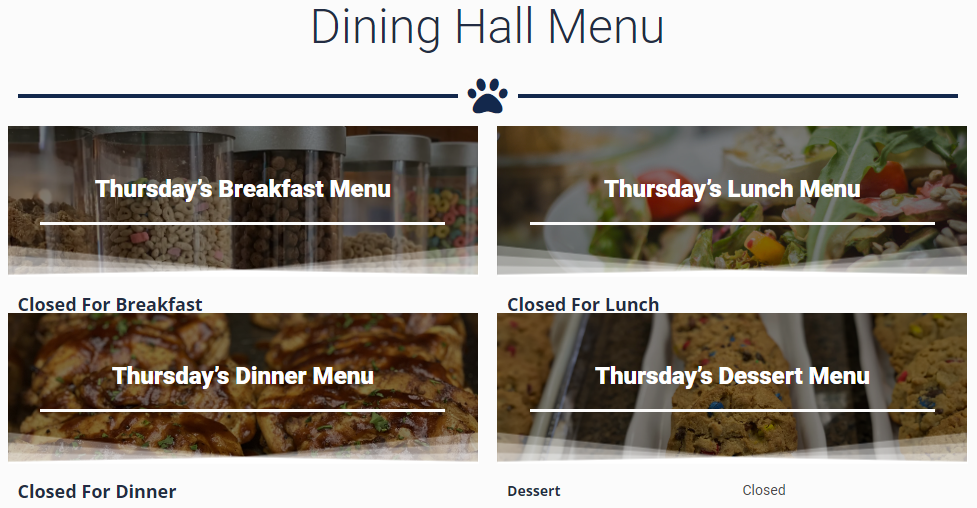 Dining Hall Menu
Thursday’s Breakfast Menu
Thursday’s Lunch Menu
Closed For Breakfast
Closed For Lunch
Thursday’s Dinner Menu
Thursday’s Dessert Menu
Closed For Dinner
Dessert Closed